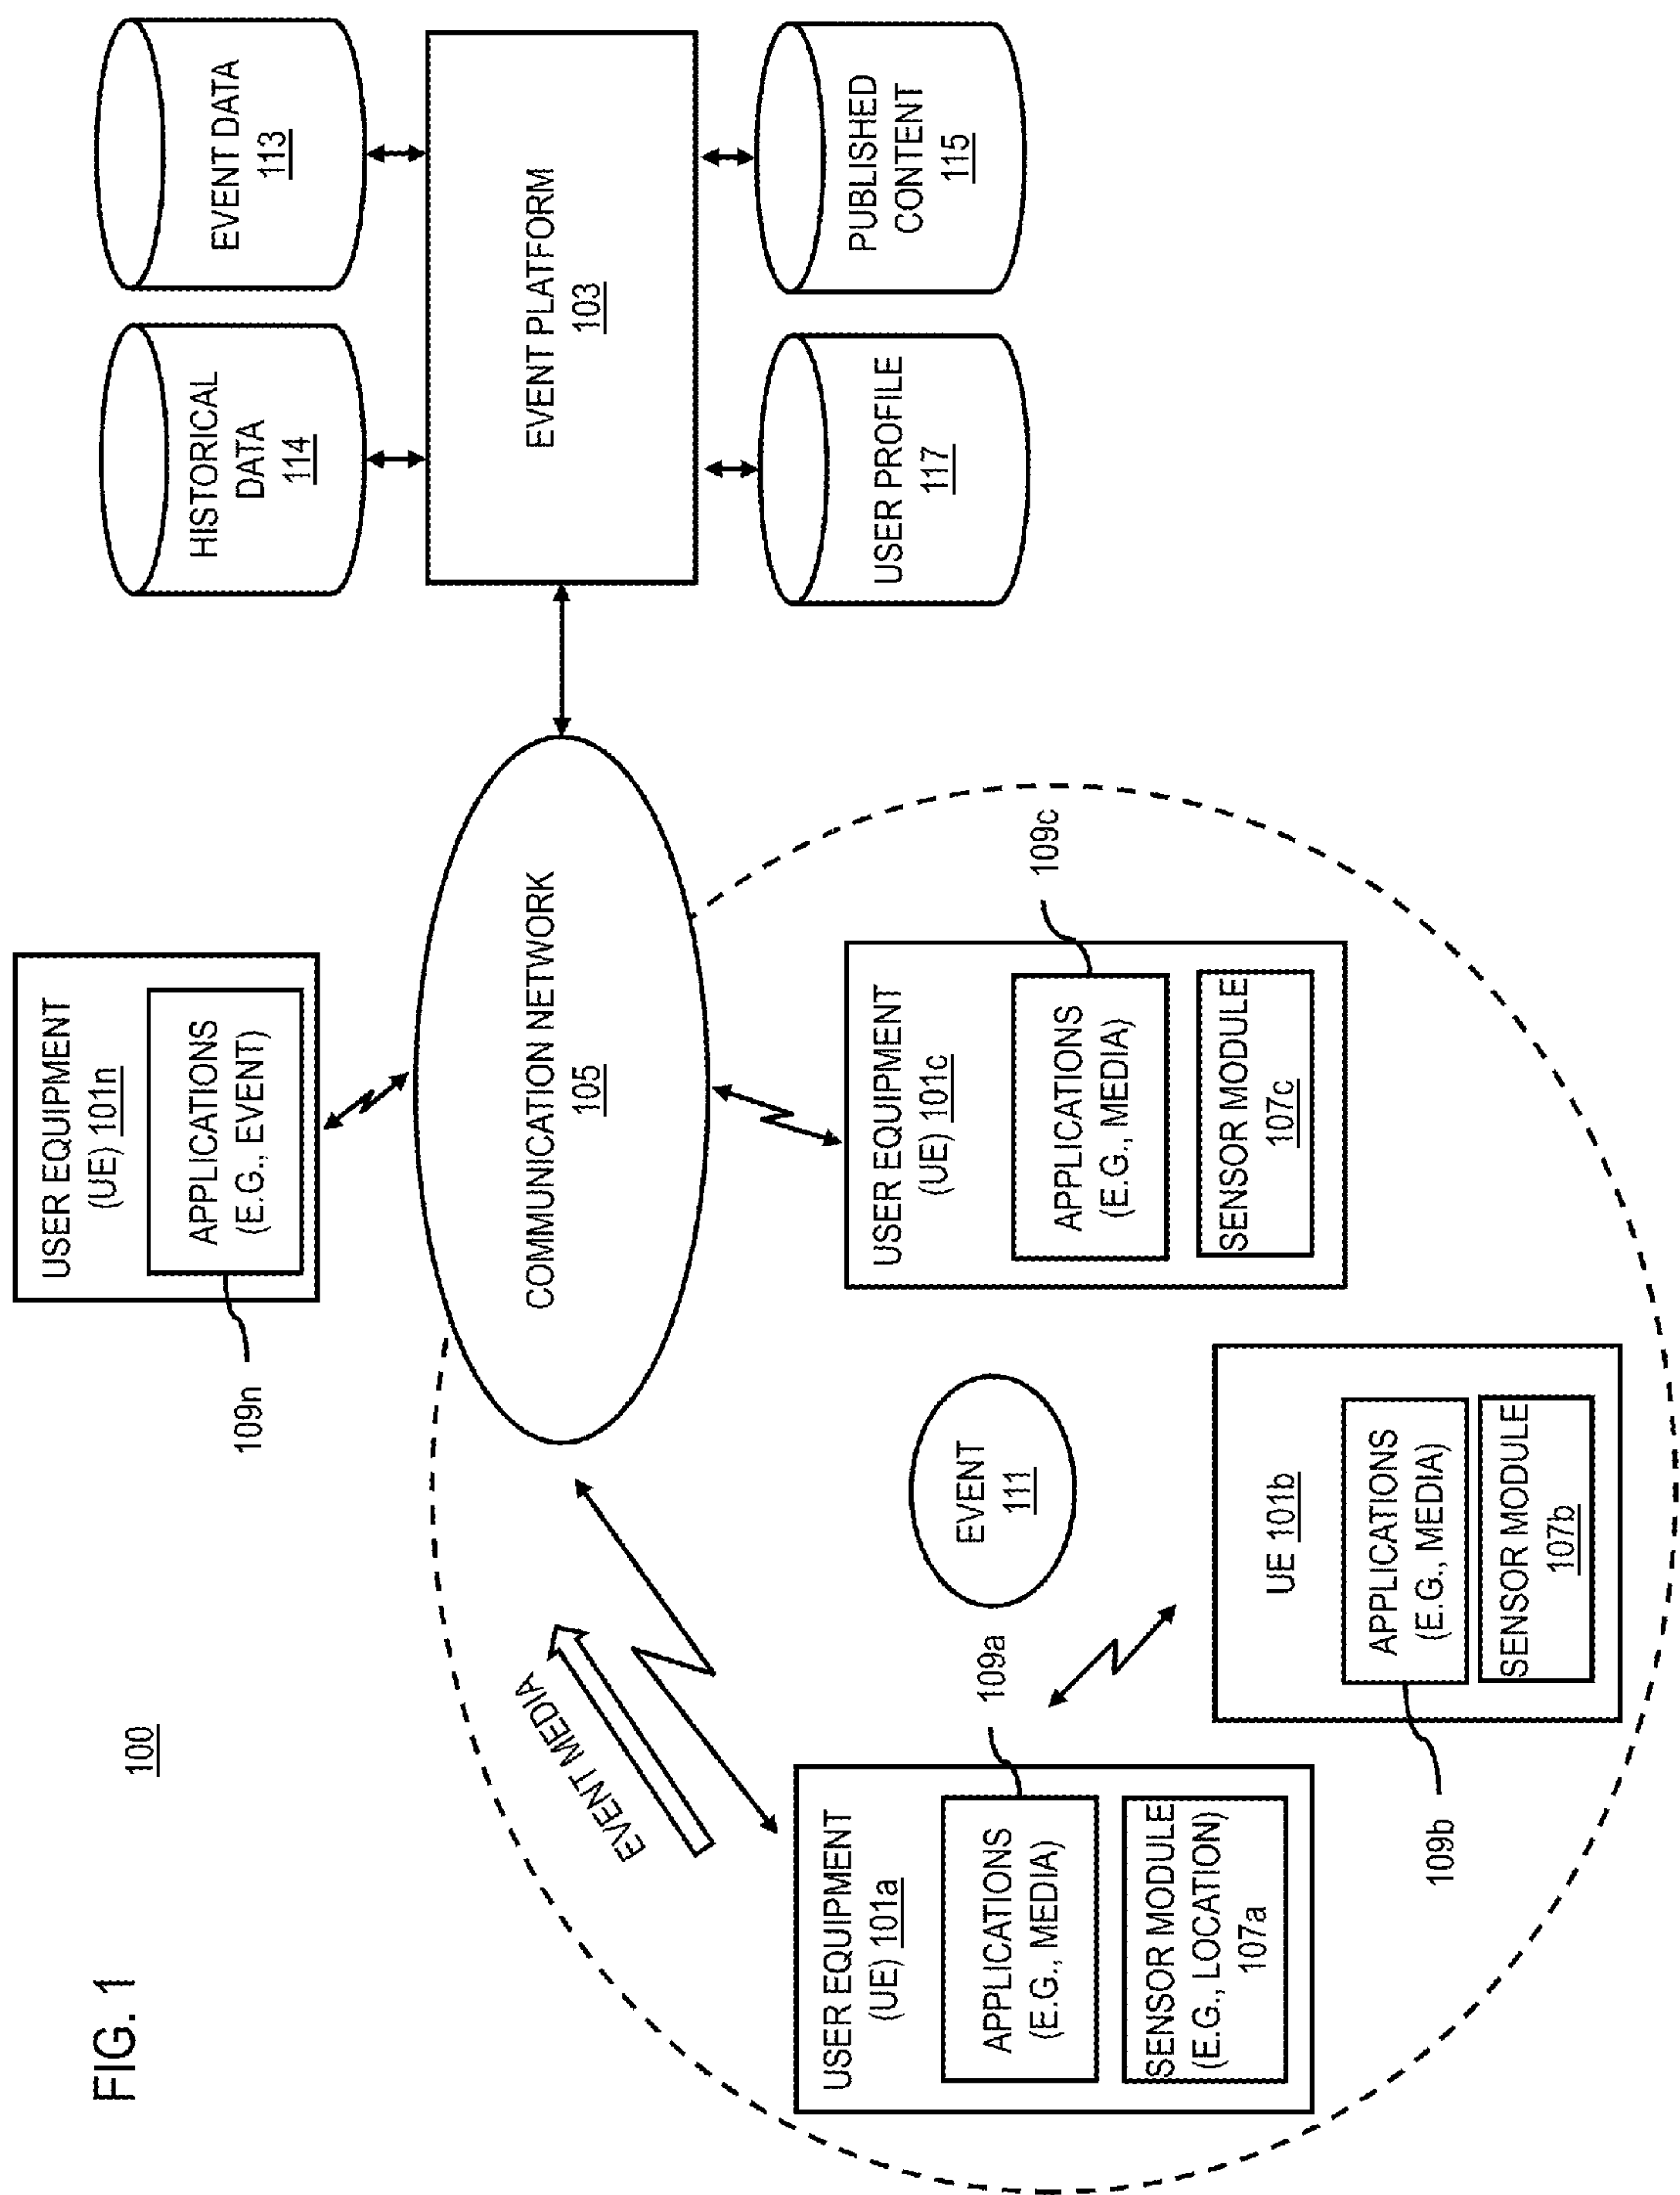 FIG. 1
100
USER EQUIPMENT
(UE) 101n
APPLICATIONS
(E.G., EVENT)
109n
HISTORICAL
DATA
114
EVENT DATA
113
COMMUNICATION NETWORK
105
EVENT PLATFORM
103
EVENT MEDIA
USER EQUIPMENT
(UE) 101a
APPLICATIONS
(E.G., MEDIA)
SENSOR MODULE
(E.G., LOCATION)
107a
109a
EVENT
111
USER EQUIPMENT
(UE) 101c
APPLICATIONS
(E.G., MEDIA)
SENSOR MODULE
107c
109c
USER PROFILE
117
PUBLISHED
CONTENT
115
UE 101b
APPLICATIONS
(E.G., MEDIA)
SENSOR MODULE
107b
109b